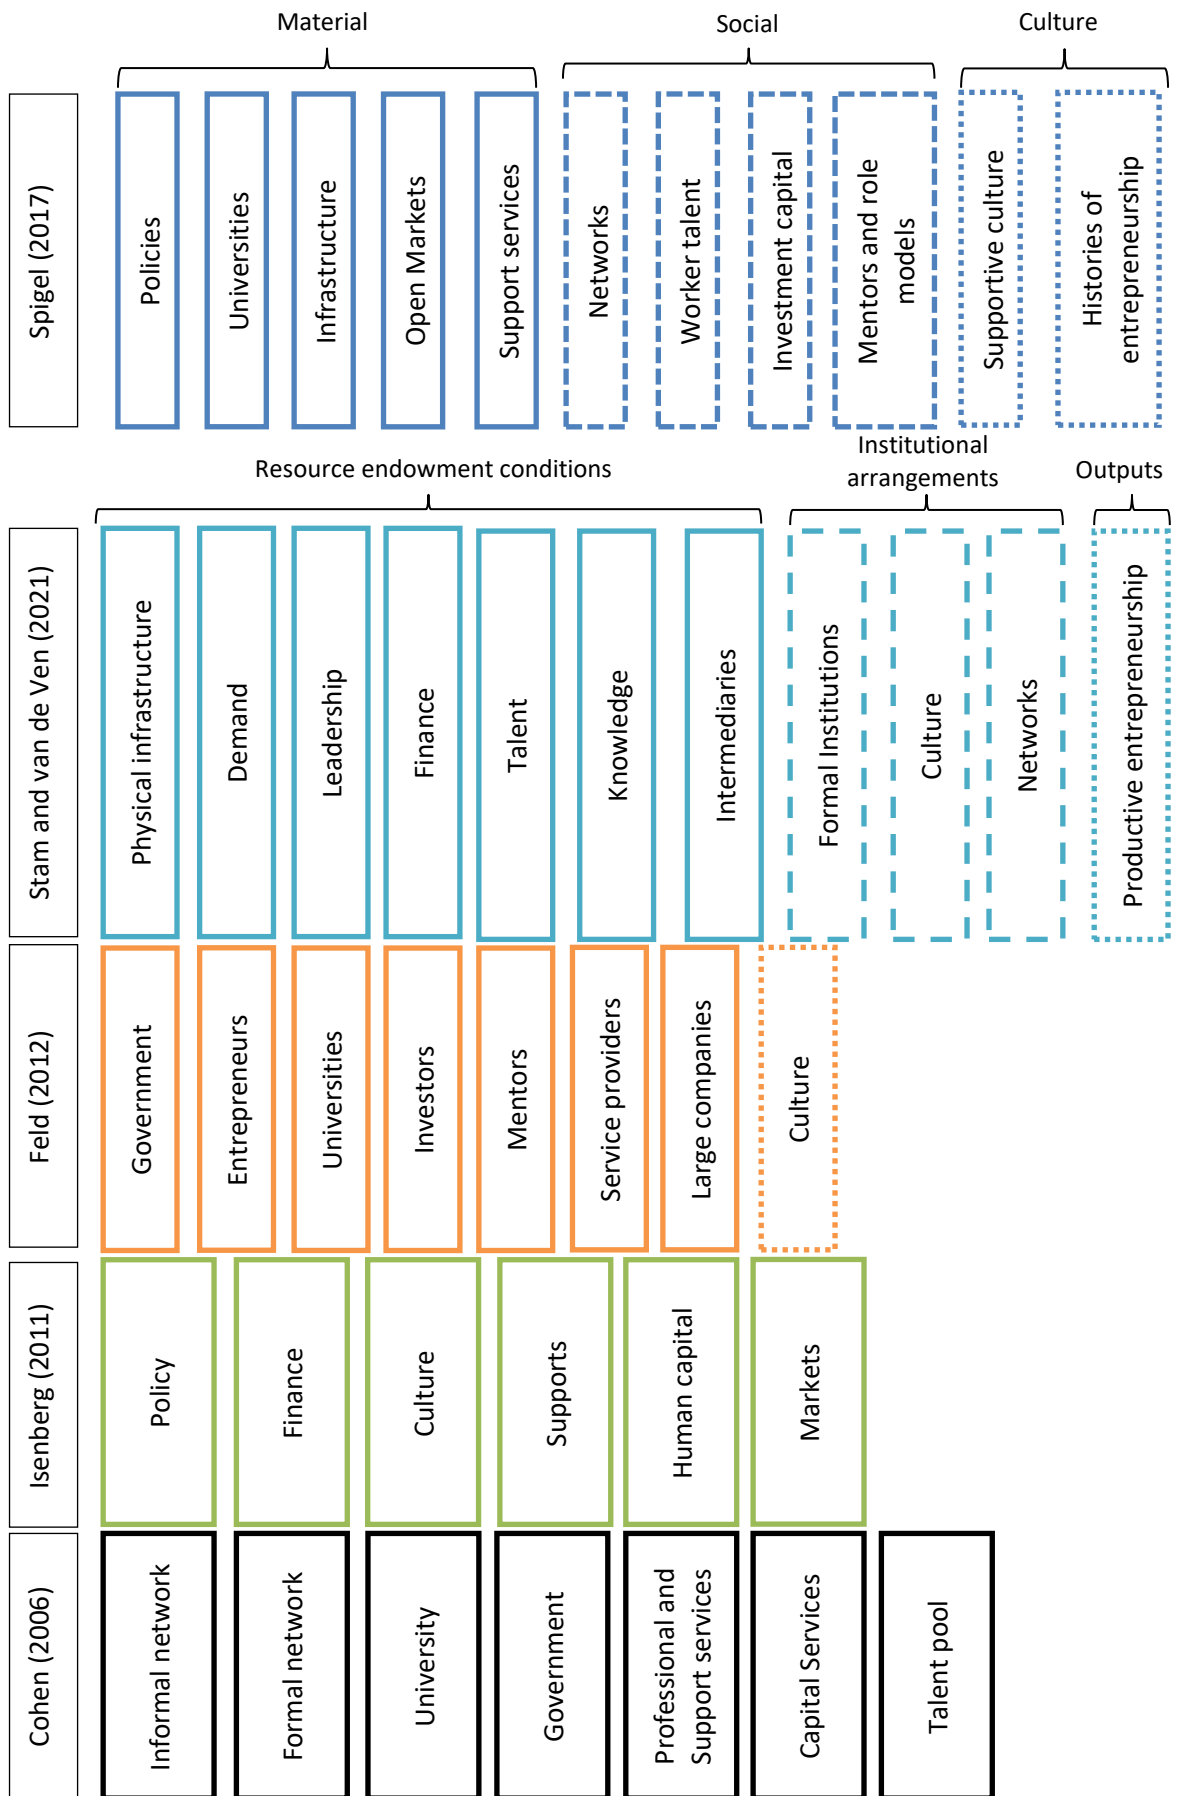 Material
Social
Culture
Spigel (2017)
Policies
Universities
Infrastructure
Open Markets
Support services
Networks
Worker talent
Investment capital
Mentors and role
models
Supportive culture
Histories of
entrepreneurship
Resource endowment conditions
Institutional
arrangements
Outputs
Stam and van de Ven (2021)
Physical infrastructure
Demand
Leadership
Finance
Talent
Knowledge
Intermediaries
Formal Institutions
Culture
Networks
Productive entrepreneurship
Feld (2012)
Government
Entrepreneurs
Universities
Investors
Mentors
Service providers
Large companies
Culture
Isenberg (2011)
Policy
Finance
Culture
Supports
Human capital
Markets
Cohen (2006)
Informal network
Formal network
University
Government
Professional and
Support services
Capital Services
Talent pool